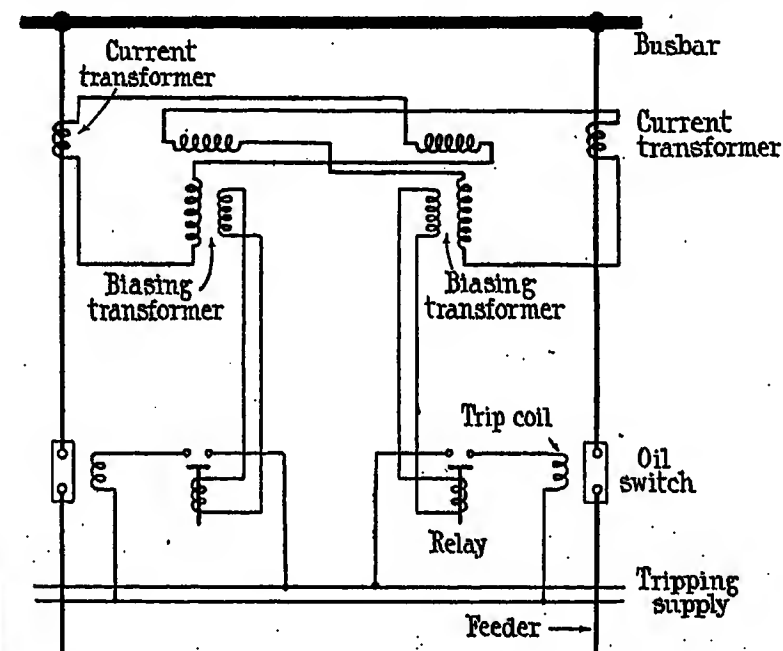 Busbar
Current
transformer
Current
transformer
Biasing
transformer
Biasing
transformer
Trip coil
Oil
switch
Relay
Tripping
supply
Feeder